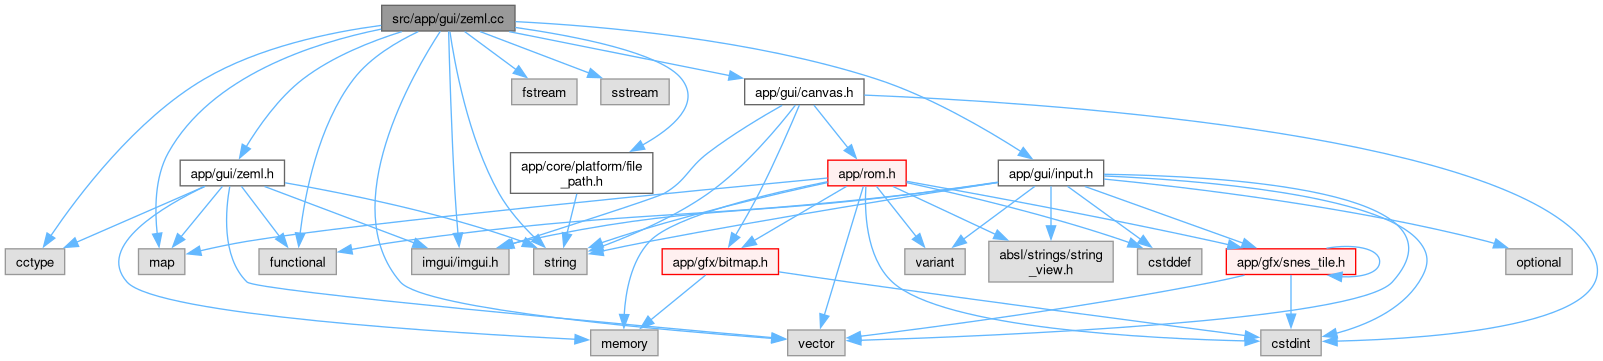 src/app/gui/zeml.cc
fstream
sstream
app/gui/canvas.h
app/gui/zeml.h
app/core/platform/file
_path.h
app/rom.h
app/gui/input.h
cctype
map
functional
imgui/imgui.h
string
app/gfx/bitmap.h
variant
absl/strings/string
_view.h
cstddef
app/gfx/snes_tile.h
optional
memory
vector
cstdint